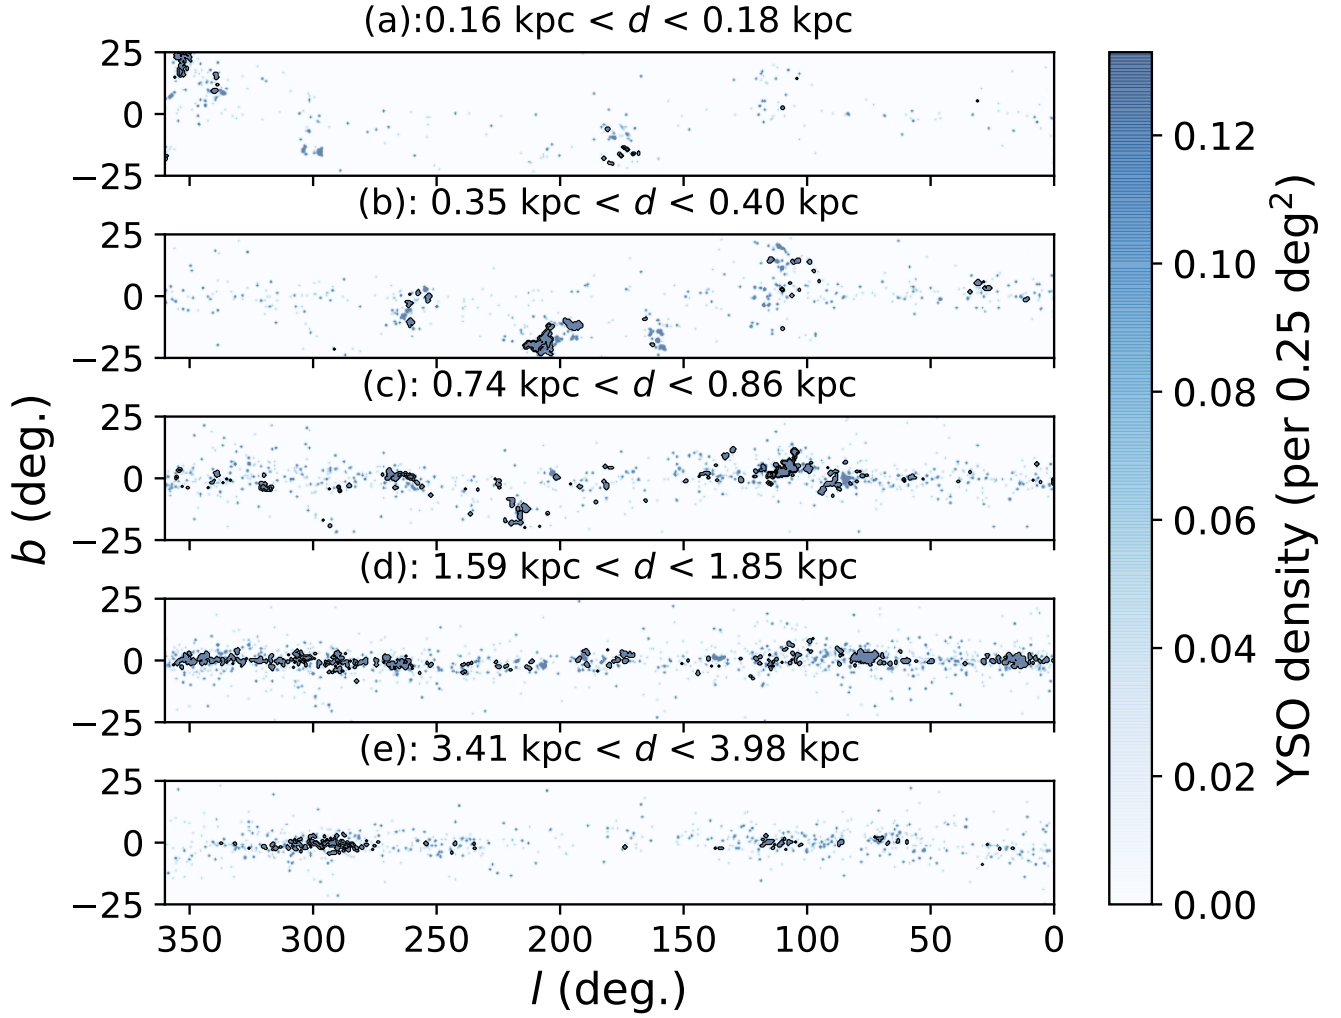 (a):0.16 kpc < d < 0.18 kpc
25
0
−25
(b): 0.35 kpc < d < 0.40 kpc
25
0
−25
(c): 0.74 kpc < d < 0.86 kpc
25
0
−25
(d): 1.59 kpc < d < 1.85 kpc
25
0
−25
(e): 3.41 kpc < d < 3.98 kpc
25
0
−25
350 300 250 200 150 100 50 0
l (deg.)
b (deg.)
0.12
0.10
0.08
0.06
0.04
0.02
0.00
YSO density (per 0.25 deg²)